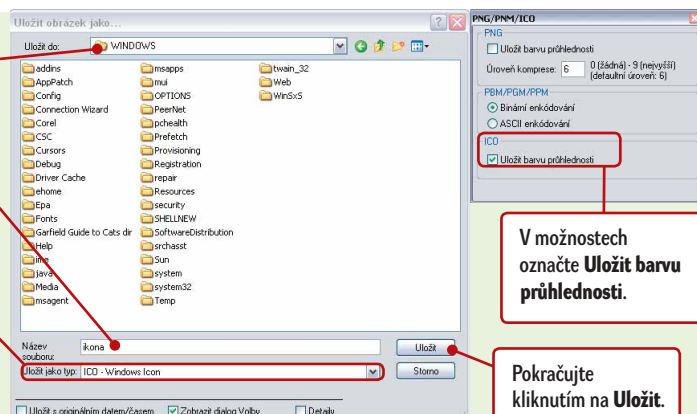 Uložit obrázek jako...
Uložit do: WINDOWS
addins
AppPatch
Config
Connection Wizard
Corel
CSC
Cursors
Debug
Driver Cache
ehome
Epa
Fonts
Garfield Guide to Cats dir
Help
ime
java
Media
msagent
msapps
mui
OPTIONS
PeerNet
pchealth
Prefetch
Provisioning
Registration
repair
Resources
security
SHELLNEW
SoftwareDistribution
srchasst
Sun
system
system32
Temp
twain_32
Web
WinSxS
Název souboru: ikona
Uložit
Uložit jako typ: ICO - Windows Icon
Storno
Uložit s originálním datem/časem
Zobrazit dialog Volby
Detaily
PNG/PNM/ICO
PNG
Uložit barvu průhlednosti
Úroveň komprese: 6 0 (žádná) - 9 (nejvyšší)
(defaultní úroveň: 6)
PBM/PGM/PPM
Binární enkódování
ASCII enkódování
ICO
Uložit barvu průhlednosti
V možnostech
označte Uložit barvu
průhlednosti.
Pokračujte
kliknutím na Uložit.